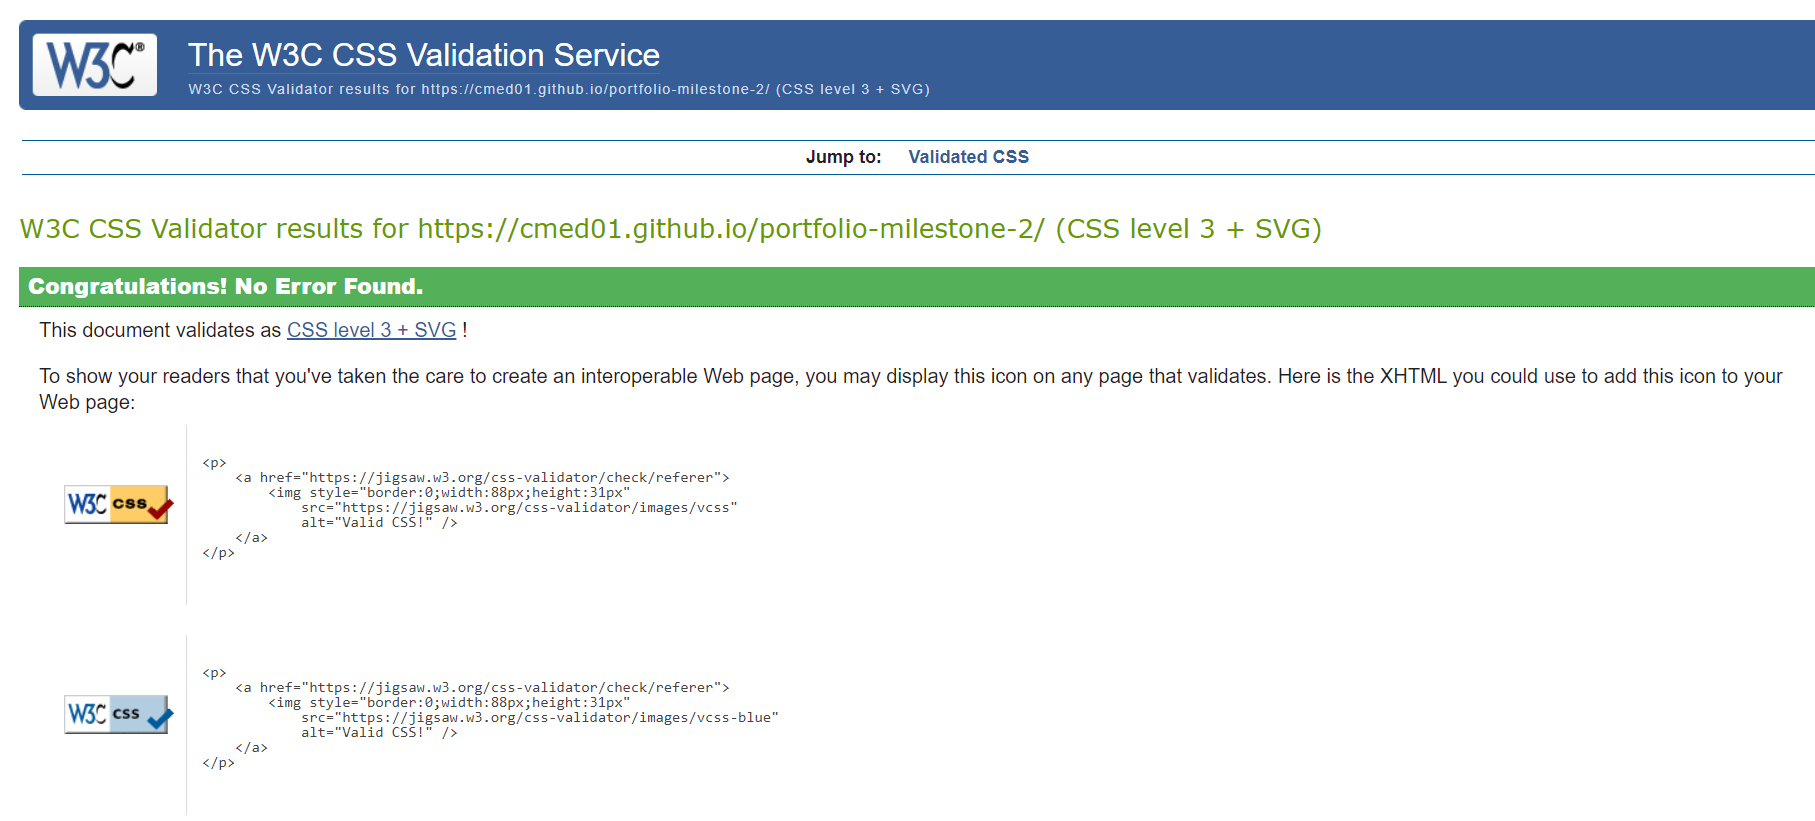 W3C®
The W3C CSS Validation Service
W3C CSS Validator results for https://cmed01.github.io/portfolio-milestone-2/ (CSS level 3 + SVG)
Jump to: Validated CSS
W3C CSS Validator results for https://cmed01.github.io/portfolio-milestone-2/ (CSS level 3 + SVG)
Congratulations! No Error Found.
This document validates as CSS level 3 + SVG !
To show your readers that you've taken the care to create an interoperable Web page, you may display this icon on any page that validates. Here is the XHTML you could use to add this icon to your
Web page:
W3C css
<p>
    <a href="https://jigsaw.w3.org/css-validator/check/referer">
        <img style="border:0;width:88px;height:31px"
            src="https://jigsaw.w3.org/css-validator/images/vcss"
            alt="Valid CSS!" />
    </a>
</p>
W3C css
<p>
    <a href="https://jigsaw.w3.org/css-validator/check/referer">
        <img style="border:0;width:88px;height:31px"
            src="https://jigsaw.w3.org/css-validator/images/vcss-blue"
            alt="Valid CSS!" />
    </a>
</p>